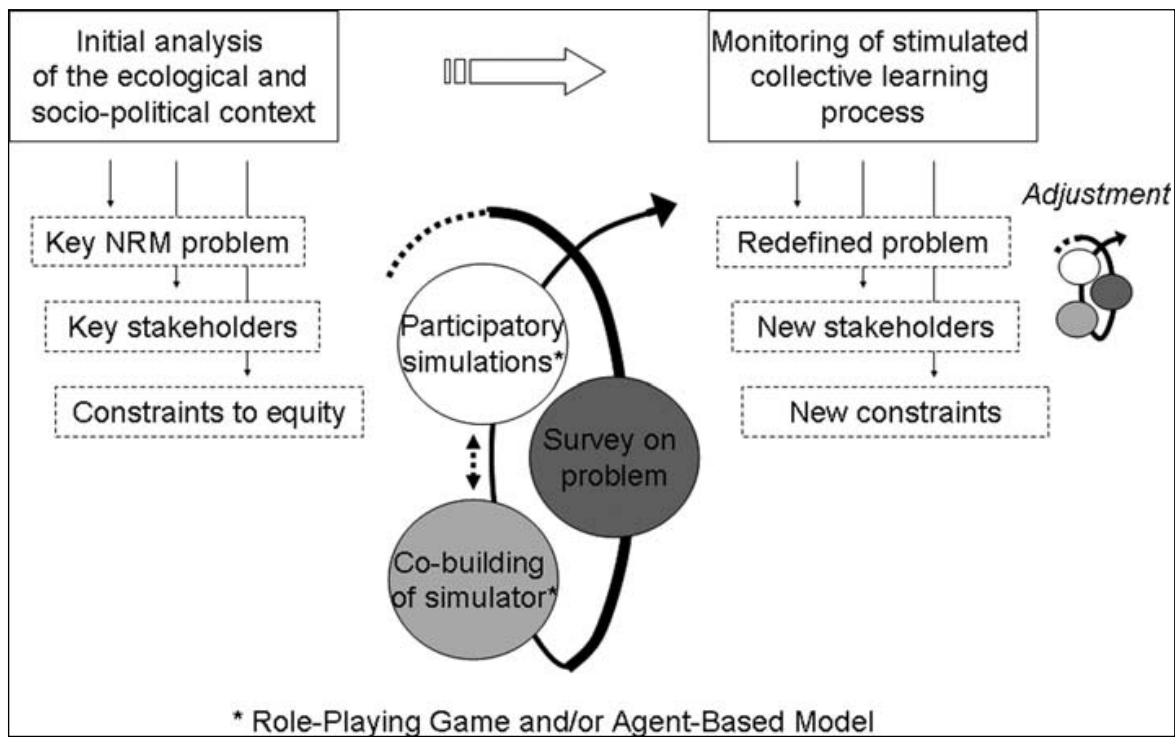 Initial analysis
of the ecological and
socio-political context
Monitoring of stimulated
collective learning
process
Adjustment
Key NRM problem
Key stakeholders
Constraints to equity
Participatory
simulations*
Survey on
problem
Co-building
of simulator*
Redefined problem
New stakeholders
New constraints
* Role-Playing Game and/or Agent-Based Model